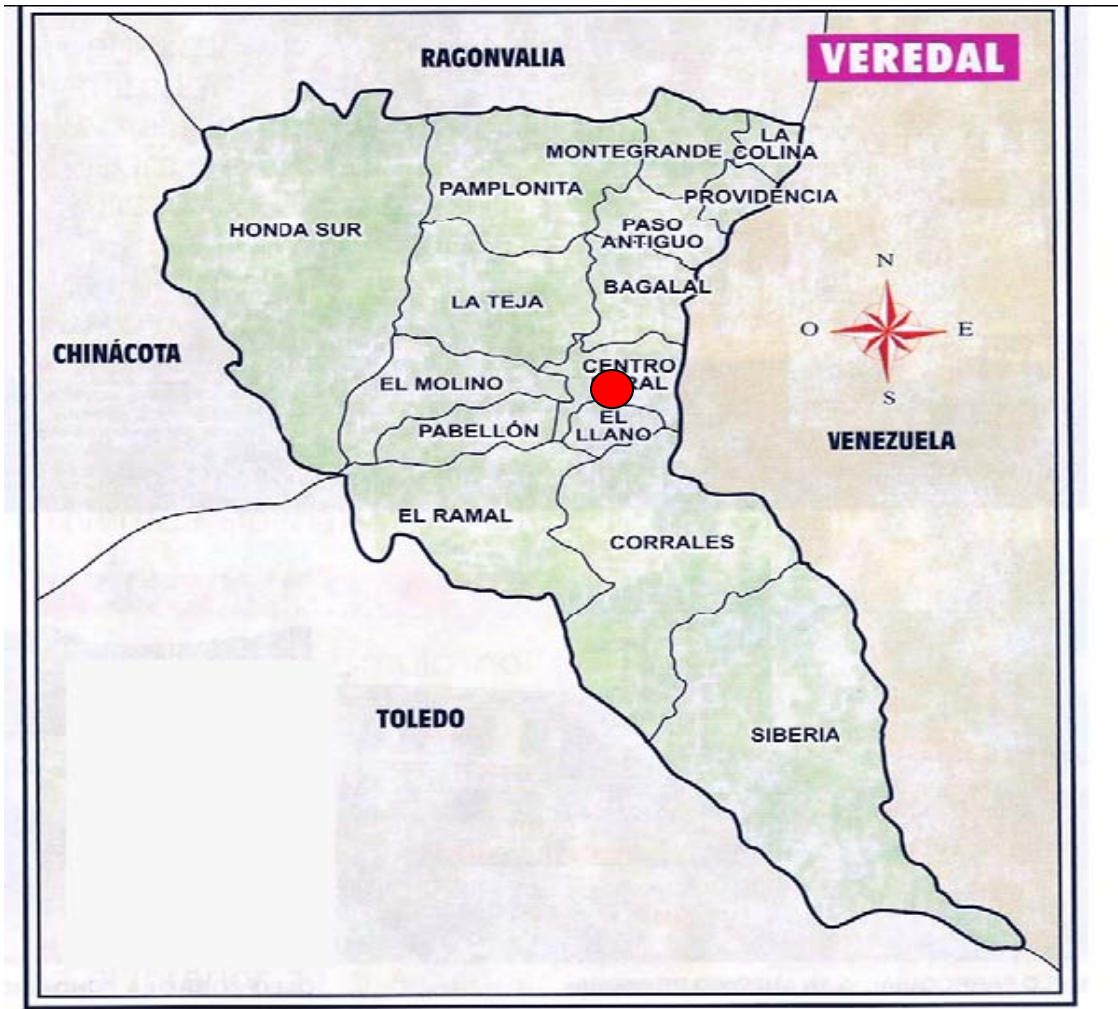 RAGONVALIA
VEREDAL
LA
COLINA
MONTEGRANDE
PAMPLONITA
PROVIDENCIA
HONDA SUR
PASO
ANTIGUO
BAGALAL
N
LA TEJA
O
E
CHINÁCOTA
CENTRO
RAL
EL MOLINO
S
EL
LLANO
PABELLÓN
VENEZUELA
EL RAMAL
CORRALES
TOLEDO
SIBERIA